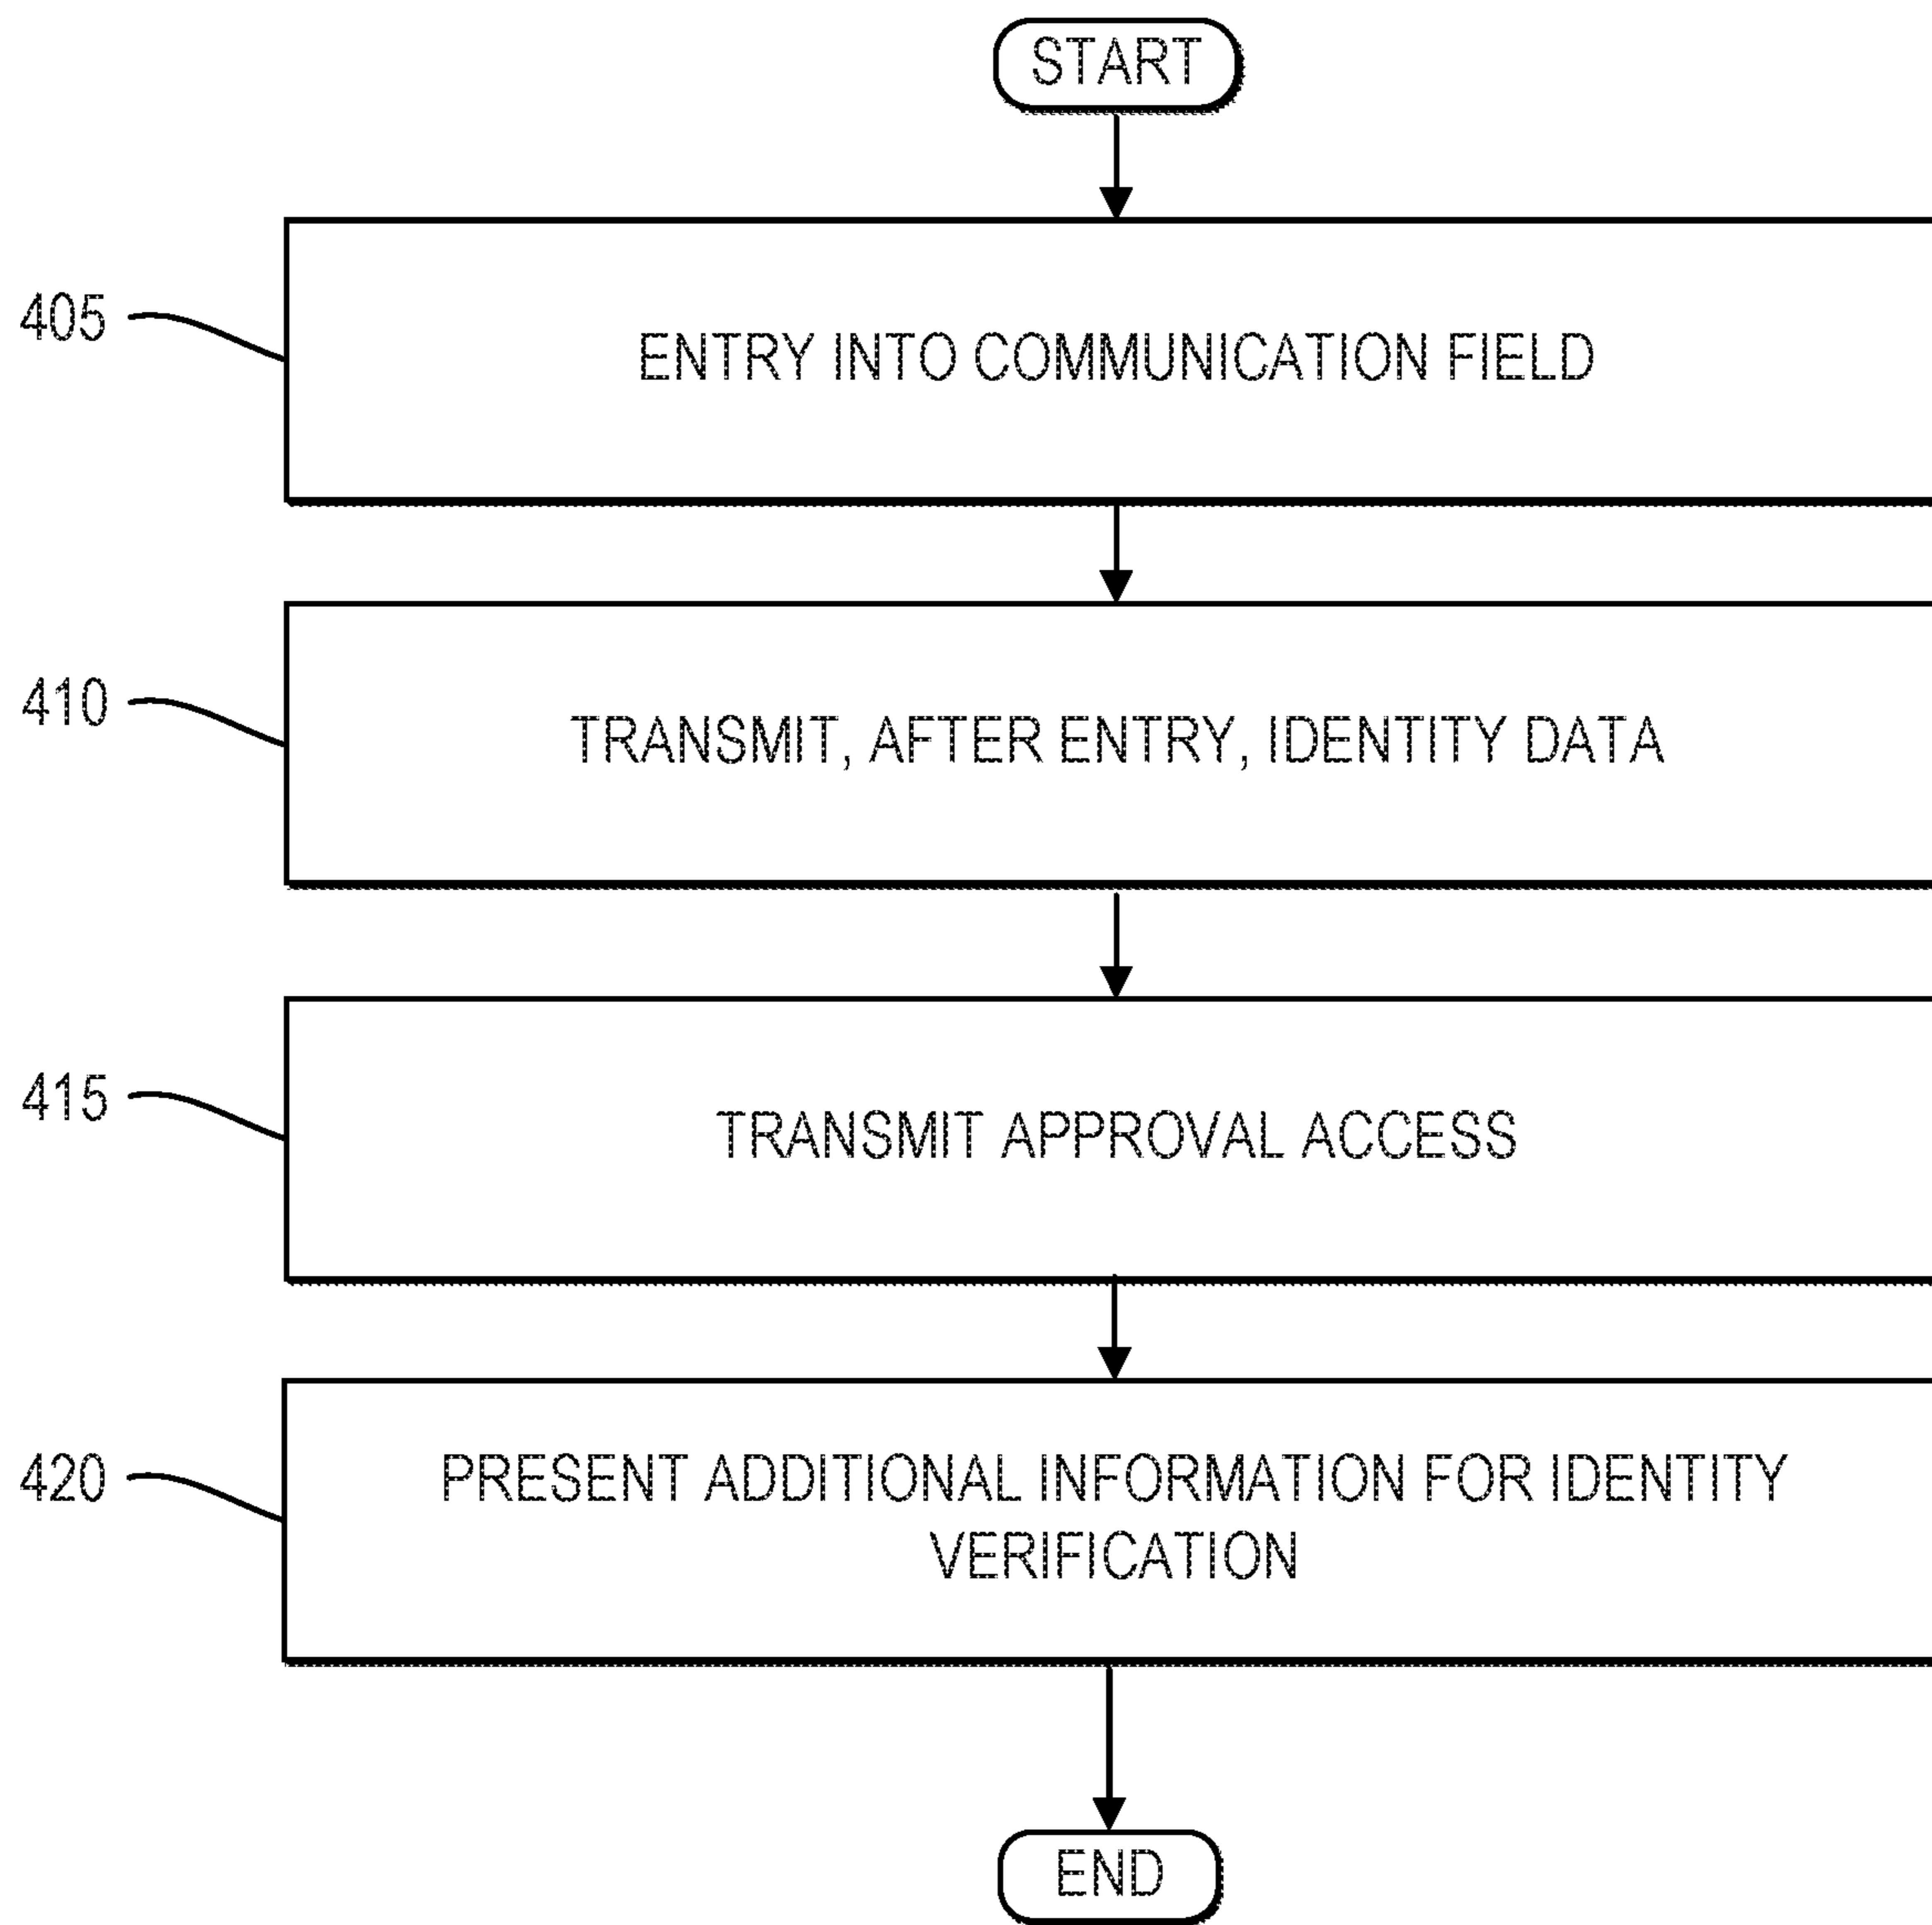 START
405
ENTRY INTO COMMUNICATION FIELD
410
TRANSMIT, AFTER ENTRY, IDENTITY DATA
415
TRANSMIT APPROVAL ACCESS
420
PRESENT ADDITIONAL INFORMATION FOR IDENTITY
VERIFICATION
END